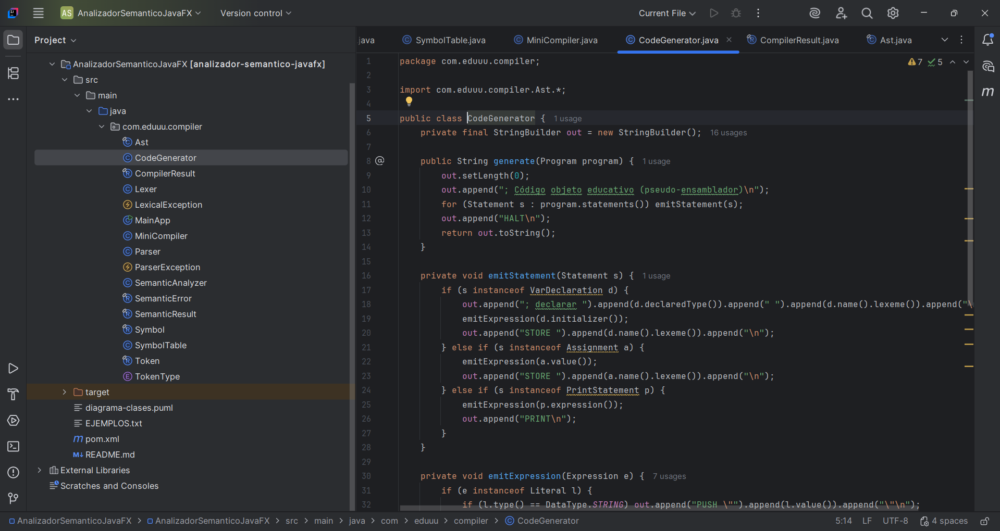 AS AnalizadorSemanticoJavaFX Version control Current File
Project
java SymbolTable.java MiniCompiler.java CodeGenerator.java CompilerResult.java Ast.java
AnalizadorSemanticoJavaFX [analizador-semantico-javafx]
src
main
java
com.eduuu.compiler
Ast
CodeGenerator
CompilerResult
Lexer
LexicalException
MainApp
MiniCompiler
Parser
ParserException
SemanticAnalyzer
SemanticError
SemanticResult
Symbol
SymbolTable
Token
TokenType
target
diagrama-clases.puml
EJEMPLOS.txt
pom.xml
README.md
External Libraries
Scratches and Consoles
7 5
1 package com.eduuu.compiler;
2
3 import com.eduuu.compiler.Ast.*;
4
5 public class CodeGenerator { 1 usage
6 private final StringBuilder out = new StringBuilder(); 16 usages
7
8 public String generate(Program program) { 1 usage
9 out.setLength(0);
10 out.append("; Código objeto educativo (pseudo-ensamblador)\n");
11 for (Statement s : program.statements()) emitStatement(s);
12 out.append("HALT\n");
13 return out.toString();
14 }
15
16 private void emitStatement(Statement s) { 1 usage
17 if (s instanceof VarDeclaration d) {
18 out.append("; declarar ").append(d.declaredType()).append(" ").append(d.name().lexeme()).append("\
19 emitExpression(d.initializer());
20 out.append("STORE ").append(d.name().lexeme()).append("\n");
21 } else if (s instanceof Assignment a) {
22 emitExpression(a.value());
23 out.append("STORE ").append(a.name().lexeme()).append("\n");
24 } else if (s instanceof PrintStatement p) {
25 emitExpression(p.expression());
26 out.append("PRINT\n");
27 }
28 }
29
30 private void emitExpression(Expression e) { 7 usages
31 if (e instanceof Literal l) {
32 if (l.type() == DataType.STRING) out.append("PUSH \"").append(l.value()).append("\"\n");
AnalizadorSemanticoJavaFX > AnalizadorSemanticoJavaFX > src > main > java > com > eduuu > compiler > CodeGenerator 5:14 LF UTF-8 4 spaces